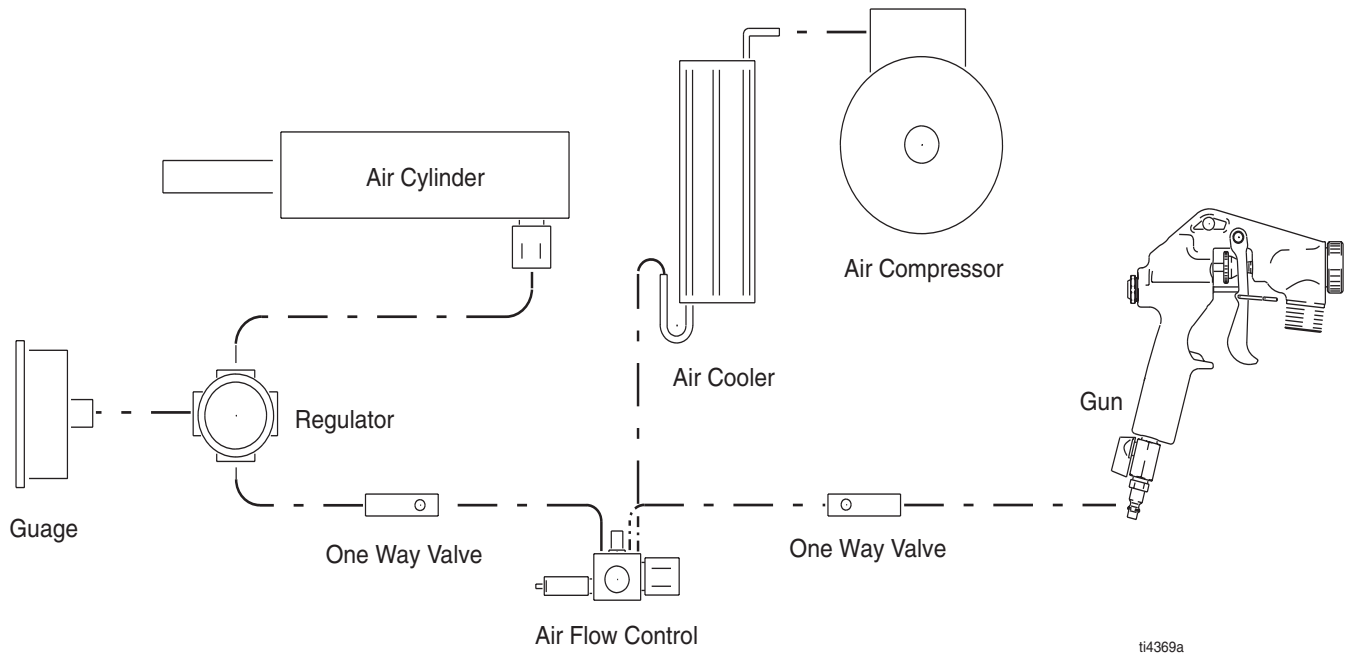 Air Cylinder
Air Compressor
Air Cooler
Gun
Regulator
Guage
One Way Valve
One Way Valve
Air Flow Control
ti4369a